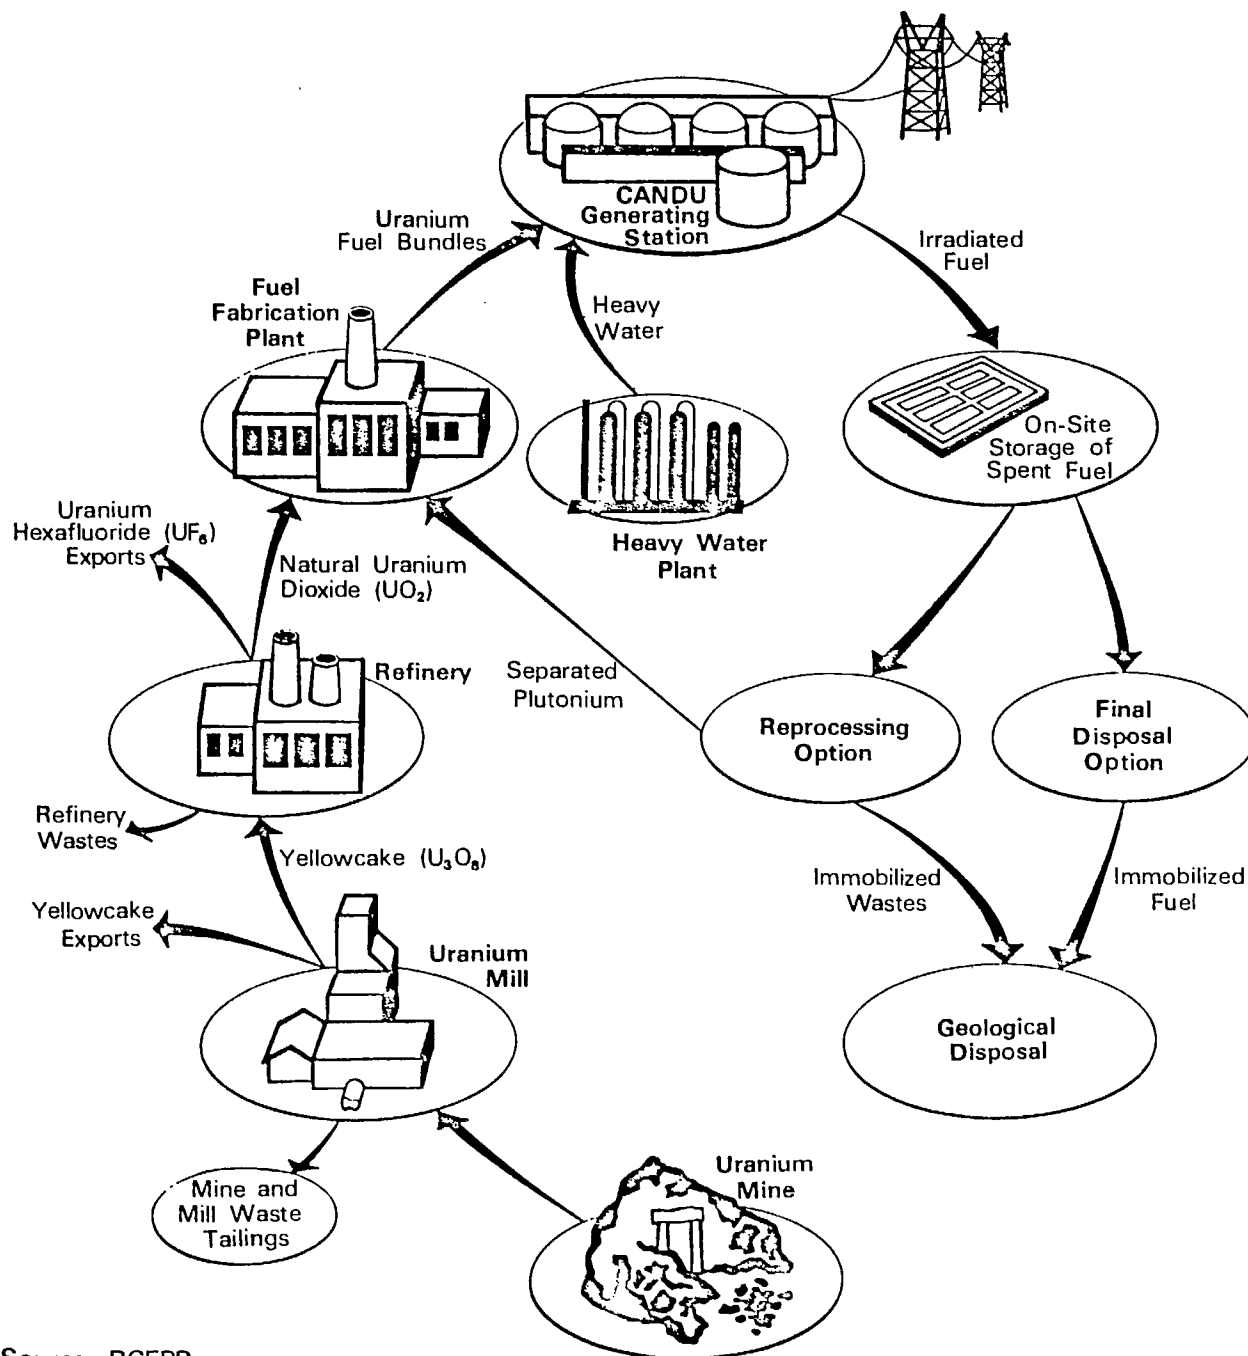 CANDU
Generating
Station
Uranium
Fuel Bundles
Irradiated
Fuel
Fuel
Fabrication
Plant
Heavy
Water
On-Site
Storage of
Spent Fuel
Uranium
Hexafluoride (UF₆)
Exports
Natural Uranium
Dioxide (UO₂)
Heavy Water
Plant
Refinery
Separated
Plutonium
Reprocessing
Option
Final
Disposal
Option
Refinery
Wastes
Yellowcake (U₃O₈)
Immobilized
Wastes
Immobilized
Fuel
Yellowcake
Exports
Uranium
Mill
Geological
Disposal
Mine and
Mill Waste
Tailings
Uranium
Mine